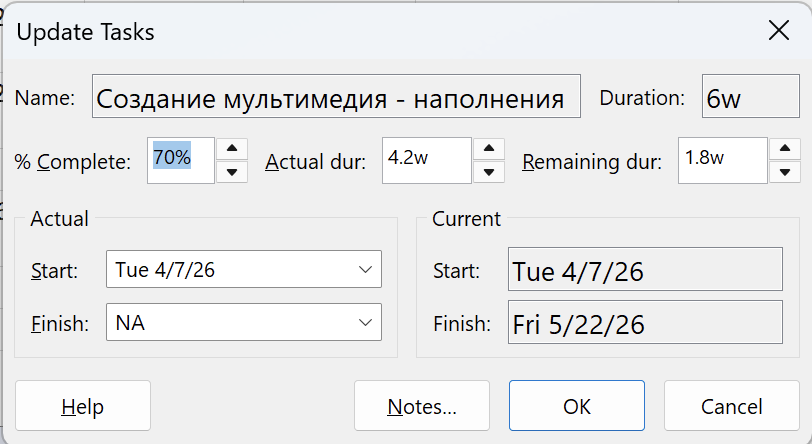 Update Tasks
Name: Создание мультимедия - наполнения Duration: 6w
% Complete: 70% Actual dur: 4.2w Remaining dur: 1.8w
Actual Current
Start: Tue 4/7/26 Start: Tue 4/7/26
Finish: NA Finish: Fri 5/22/26
Help Notes... OK Cancel